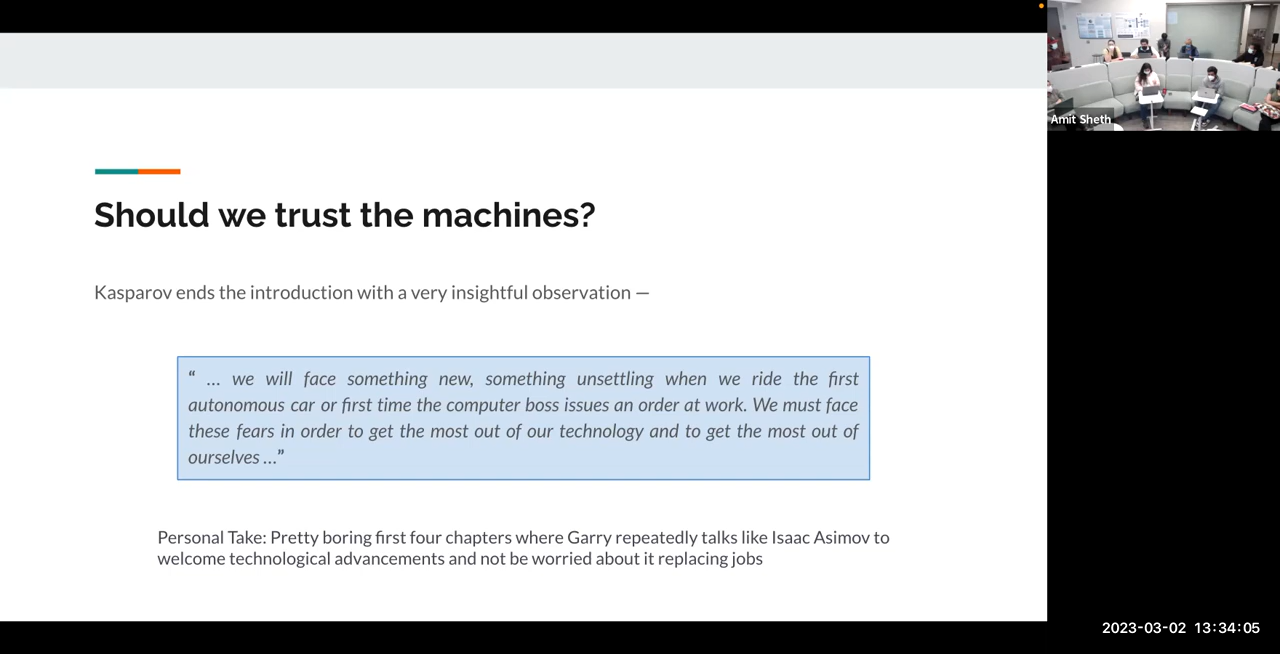 Amit Sheth
Should we trust the machines?
Kasparov ends the introduction with a very insightful observation —
“ … we will face something new, something unsettling when we ride the first
autonomous car or first time the computer boss issues an order at work. We must face
these fears in order to get the most out of our technology and to get the most out of
ourselves …”
Personal Take: Pretty boring first four chapters where Garry repeatedly talks like Isaac Asimov to
welcome technological advancements and not be worried about it replacing jobs
2023-03-02 13:34:05